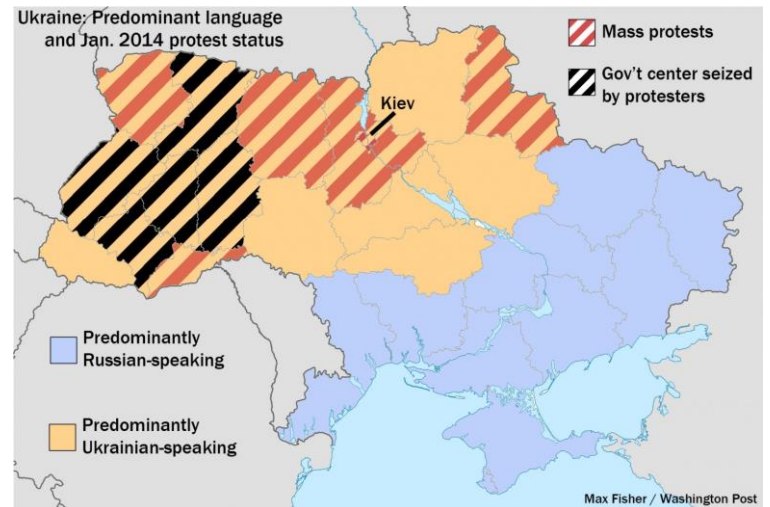 Ukraine: Predominant language
and Jan. 2014 protest status
Mass protests
Gov't center seized
by protesters
Kiev
Predominantly
Russian-speaking
Predominantly
Ukrainian-speaking
Max Fisher / Washington Post